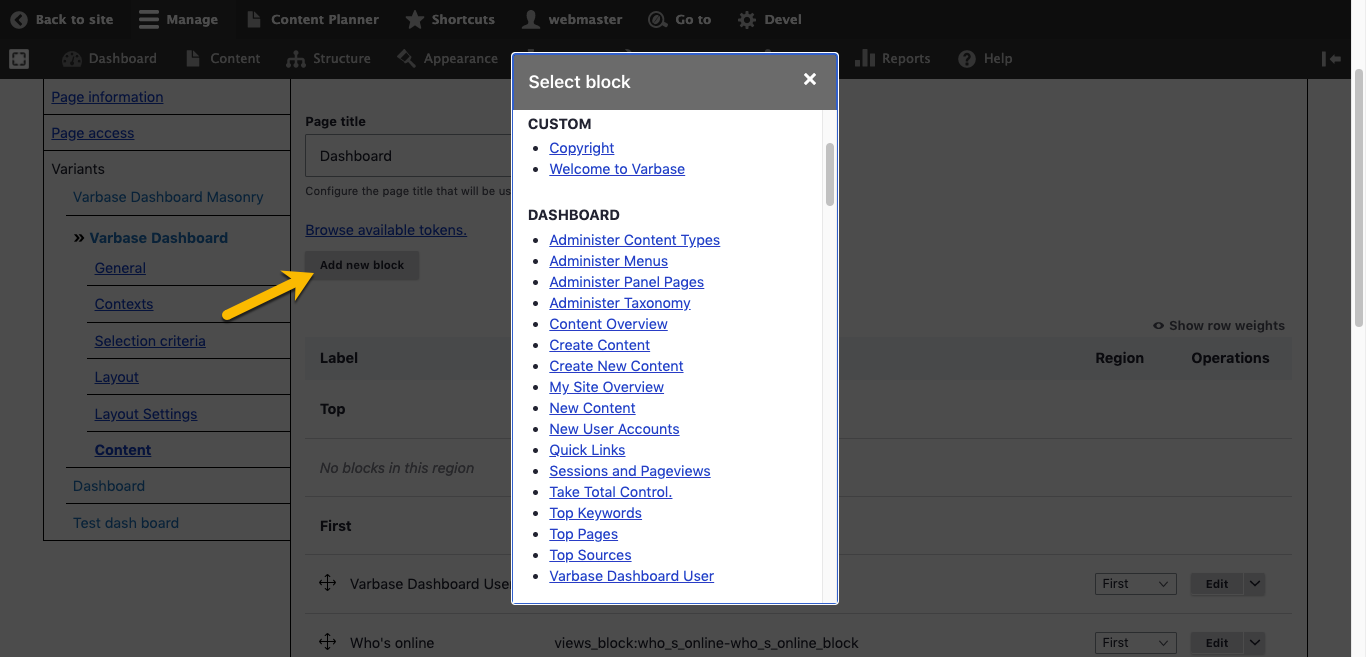 Back to site Manage Content Planner Shortcuts webmaster Go to Devel
Dashboard Content Structure Appearance Reports Help
Page information
Page access
Variants
Varbase Dashboard Masonry
» Varbase Dashboard
General
Contexts
Selection criteria
Layout
Layout Settings
Content
Dashboard
Test dash board
Page title
Dashboard
Configure the page title that will be us
Browse available tokens.
Add new block
Show row weights
Label Region Operations
Top
No blocks in this region
First
Varbase Dashboard User First Edit
Who's online views_block:who_s_online-who_s_online_block First Edit
Select block
CUSTOM
Copyright
Welcome to Varbase
DASHBOARD
Administer Content Types
Administer Menus
Administer Panel Pages
Administer Taxonomy
Content Overview
Create Content
Create New Content
My Site Overview
New Content
New User Accounts
Quick Links
Sessions and Pageviews
Take Total Control.
Top Keywords
Top Pages
Top Sources
Varbase Dashboard User